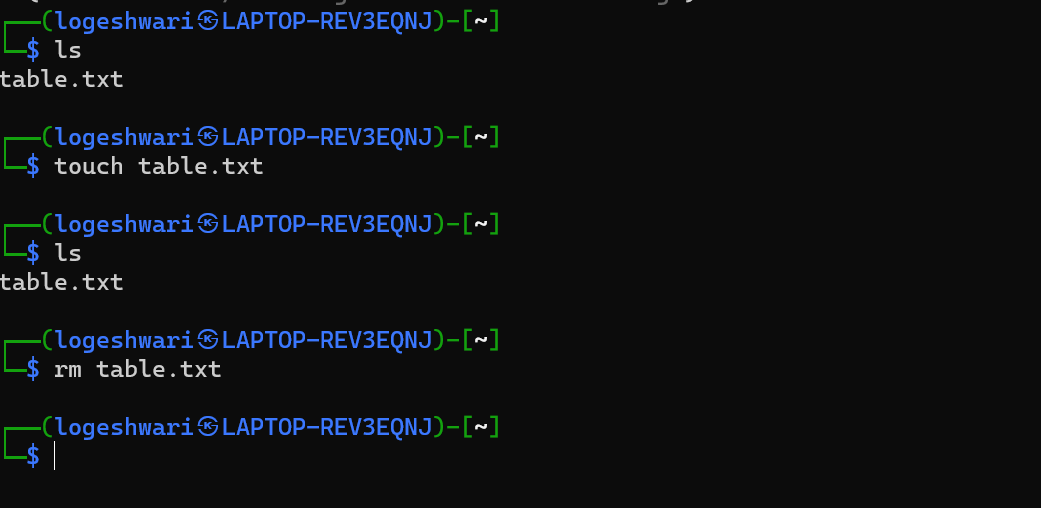 ┌──(logeshwari㉿LAPTOP-REV3EQNJ)-[~]
└─$ ls
table.txt
┌──(logeshwari㉿LAPTOP-REV3EQNJ)-[~]
└─$ touch table.txt
┌──(logeshwari㉿LAPTOP-REV3EQNJ)-[~]
└─$ ls
table.txt
┌──(logeshwari㉿LAPTOP-REV3EQNJ)-[~]
└─$ rm table.txt
┌──(logeshwari㉿LAPTOP-REV3EQNJ)-[~]
└─$